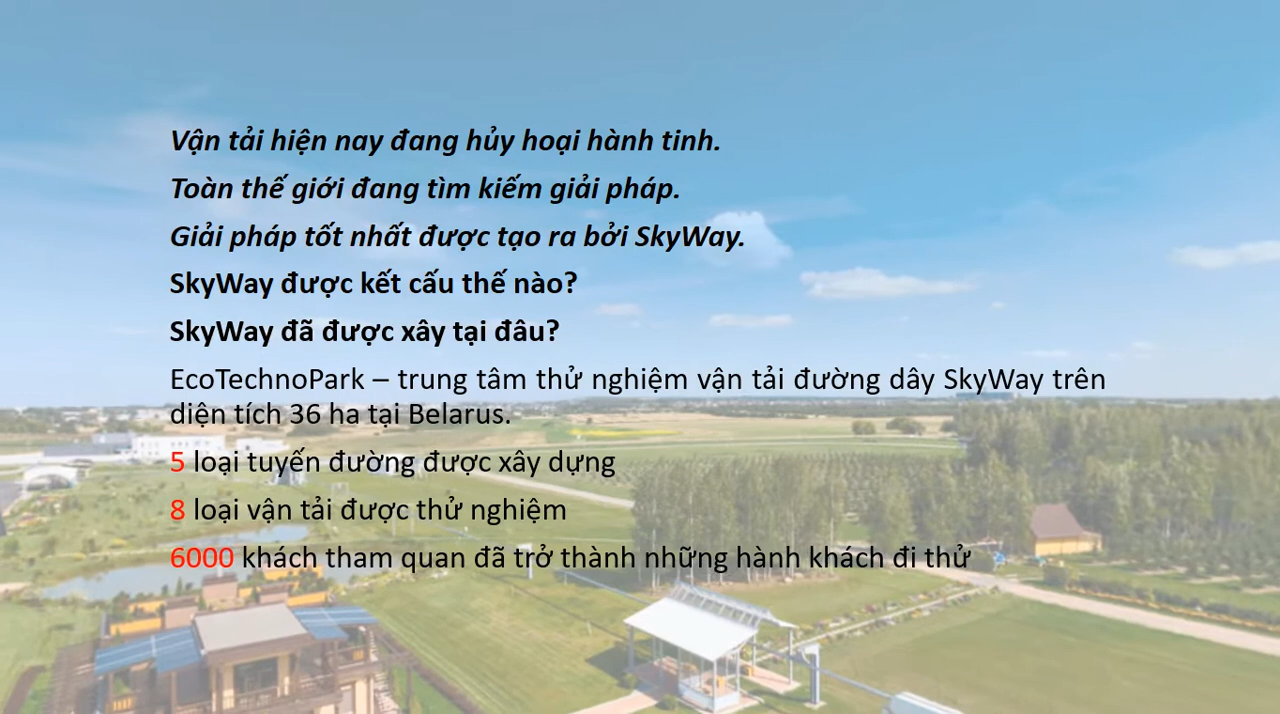 Vận tải hiện nay đang hủy hoại hành tinh.
Toàn thế giới đang tìm kiếm giải pháp.
Giải pháp tốt nhất được tạo ra bởi SkyWay.
SkyWay được kết cấu thế nào?
SkyWay đã được xây tại đâu?
EcoTechnoPark – trung tâm thử nghiệm vận tải đường dây SkyWay trên
diện tích 36 ha tại Belarus.
5 loại tuyến đường được xây dựng
8 loại vận tải được thử nghiệm
6000 khách tham quan đã trở thành những hành khách đi thử